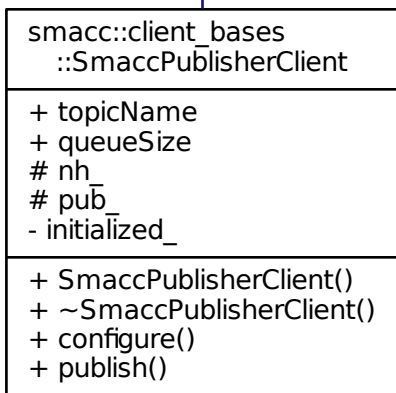 smacc::client_bases
::SmaccPublisherClient
+ topicName
+ queueSize
# nh_
# pub_
- initialized_
+ SmaccPublisherClient()
+ ~SmaccPublisherClient()
+ configure()
+ publish()